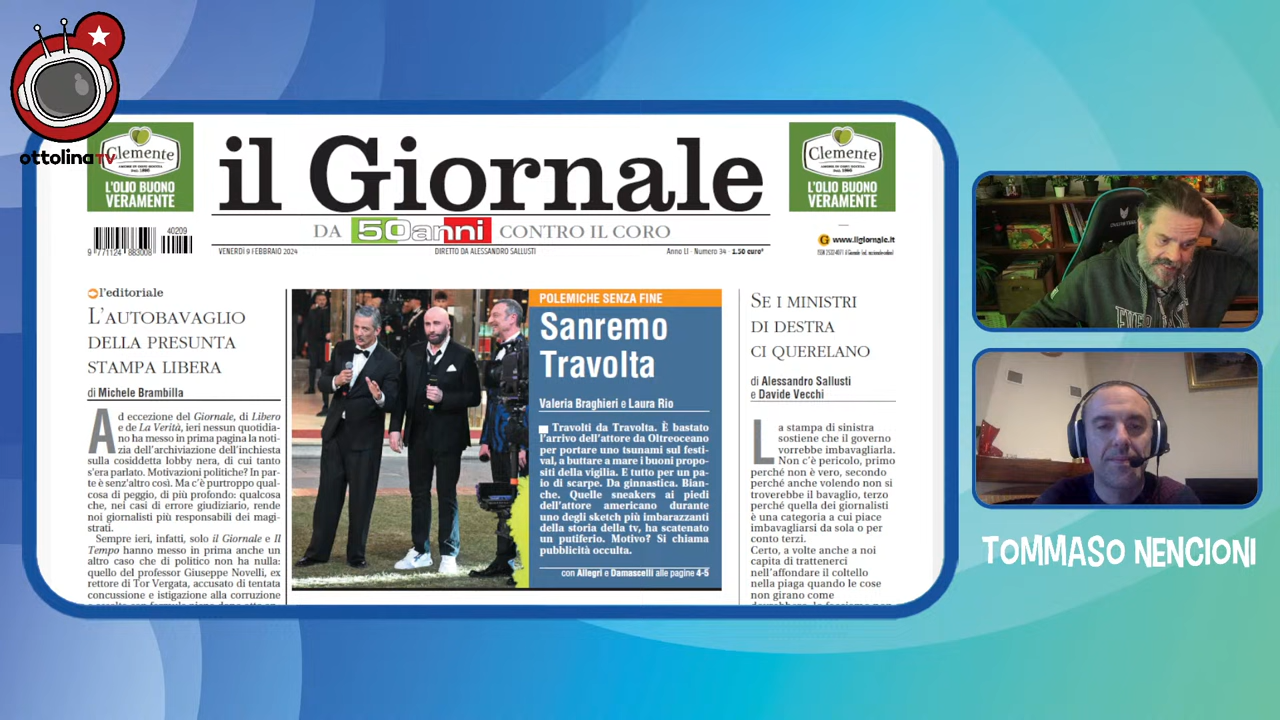 ottolina TV
Clemente
L'OLIO BUONO
VERAMENTE
il Giornale
DA 50anni CONTRO IL CORO
Clemente
L'OLIO BUONO
VERAMENTE
40209
9 771124 883008
VENERDÌ 9 FEBBRAIO 2024
DIRETTO DA ALESSANDRO SALLUSTI
Anno LI - Numero 34 - 1.50 euro*
G www.ilgiornale.it
l'editoriale
L'AUTOBAVAGLIO
DELLA PRESUNTA
STAMPA LIBERA
di Michele Brambilla
Ad eccezione del Giornale, di Libero
e de La Verità, ieri nessun quotidia-
no ha messo in prima pagina la noti-
zia dell'archiviazione dell'inchiesta
sulla cosiddetta lobby nera, di cui tanto
s'era parlato. Motivazioni politiche? In par-
te è senz'altro così. Ma c'è purtroppo qual-
cosa di peggio, di più profondo: qualcosa
che, nei casi di errore giudiziario, rende
noi giornalisti più responsabili dei magi-
strati.
Sempre ieri, infatti, solo il Giornale e Il
Tempo hanno messo in prima anche un
altro caso che di politico non ha nulla:
quello del professor Giuseppe Novelli, ex
rettore di Tor Vergata, accusato di tentata
concussione e istigazione alla corruzione
POLEMICHE SENZA FINE
Sanremo
Travolta
Valeria Braghieri e Laura Rio
Travolti da Travolta. È bastato
l'arrivo dell'attore da Oltreoceano
per portare uno tsunami sul festi-
val, a buttare a mare i buoni propo-
siti della vigilia. E tutto per un pa-
io di scarpe. Da ginnastica. Bian-
che. Quelle sneakers ai piedi
dell'attore americano durante
uno degli sketch più imbarazzanti
della storia della tv, ha scatenato
un putiferio. Motivo? Si chiama
pubblicità occulta.
con Allegri e Damascelli alle pagine 4-5
SE I MINISTRI
DI DESTRA
CI QUERELANO
di Alessandro Sallusti
e Davide Vecchi
La stampa di sinistra
sostiene che il governo
vorrebbe imbavagliarla.
Non c'è pericolo, primo
perché non è vero, secondo
perché anche volendo non si
troverebbe il bavaglio, terzo
perché quella dei giornalisti
è una categoria a cui piace
imbavagliarsi da sola o per
conto terzi.
Certo, a volte anche a noi
capita di trattenerci
nell'affondare il coltello
nella piaga quando le cose
non girano come
TOMMASO NENCIONI